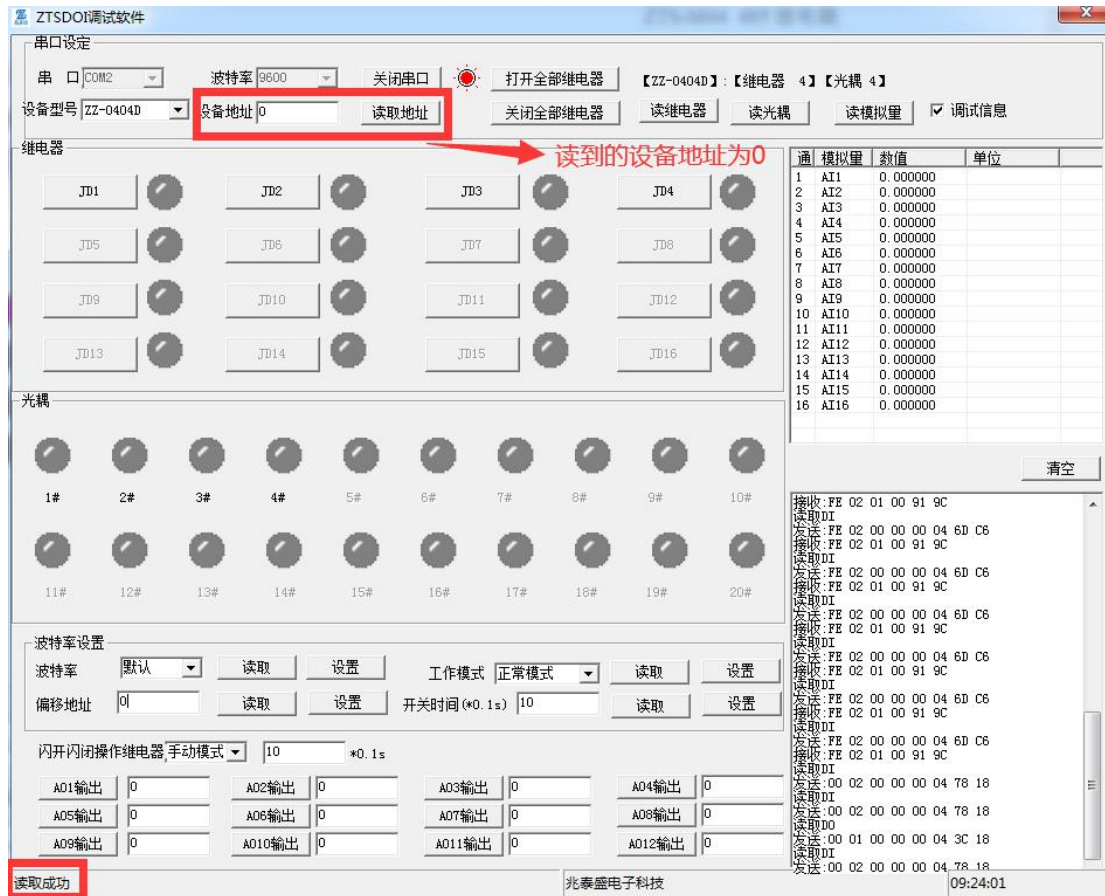 ZTSDOI调试软件
串口设定
串 口 COM2 波特率 9600 关闭串口 打开全部继电器 【ZZ-0404D】:【继电器 4】【光耦 4】
设备型号 ZZ-0404D 设备地址 0 读取地址 关闭全部继电器 读继电器 读光耦 读模拟量 调试信息
读到的设备地址为0
继电器
JD1 JD2 JD3 JD4
JD5 JD6 JD7 JD8
JD9 JD10 JD11 JD12
JD13 JD14 JD15 JD16
通 模拟量 数值 单位
1 AI1 0.000000
2 AI2 0.000000
3 AI3 0.000000
4 AI4 0.000000
5 AI5 0.000000
6 AI6 0.000000
7 AI7 0.000000
8 AI8 0.000000
9 AI9 0.000000
10 AI10 0.000000
11 AI11 0.000000
12 AI12 0.000000
13 AI13 0.000000
14 AI14 0.000000
15 AI15 0.000000
16 AI16 0.000000
光耦
1# 2# 3# 4# 5# 6# 7# 8# 9# 10#
11# 12# 13# 14# 15# 16# 17# 18# 19# 20#
清空
接收:FE 02 01 00 91 9C
读取DI
发送:FE 02 00 00 00 04 6D C6
接收:FE 02 01 00 91 9C
读取DI
发送:FE 02 00 00 00 04 6D C6
接收:FE 02 01 00 91 9C
读取DI
发送:FE 02 00 00 00 04 6D C6
接收:FE 02 01 00 91 9C
读取DI
发送:FE 02 00 00 00 04 6D C6
接收:FE 02 01 00 91 9C
读取DI
发送:FE 02 00 00 00 04 6D C6
接收:FE 02 01 00 91 9C
读取DI
发送:FE 02 00 00 00 04 6D C6
接收:FE 02 01 00 91 9C
读取DI
发送:00 02 00 00 00 04 78 18
读取DI
发送:00 02 00 00 00 04 78 18
读取DO
发送:00 01 00 00 00 04 3C 18
读取DI
发送:00 02 00 00 00 04 78 18
波特率设置
波特率 默认 读取 设置 工作模式 正常模式 读取 设置
偏移地址 0 读取 设置 开关时间(*0.1s) 10 读取 设置
闪开闪闭操作继电器 手动模式 10 *0.1s
AO1输出 0 AO2输出 0 AO3输出 0 AO4输出 0
AO5输出 0 AO6输出 0 AO7输出 0 AO8输出 0
AO9输出 0 AO10输出 0 AO11输出 0 AO12输出 0
读取成功 兆泰盛电子科技 09:24:01